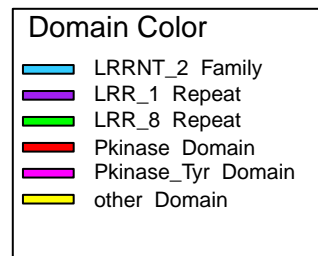 Domain Color
LRRNT_2 Family
LRR_1 Repeat
LRR_8 Repeat
Pkinase Domain
Pkinase_Tyr Domain
other Domain